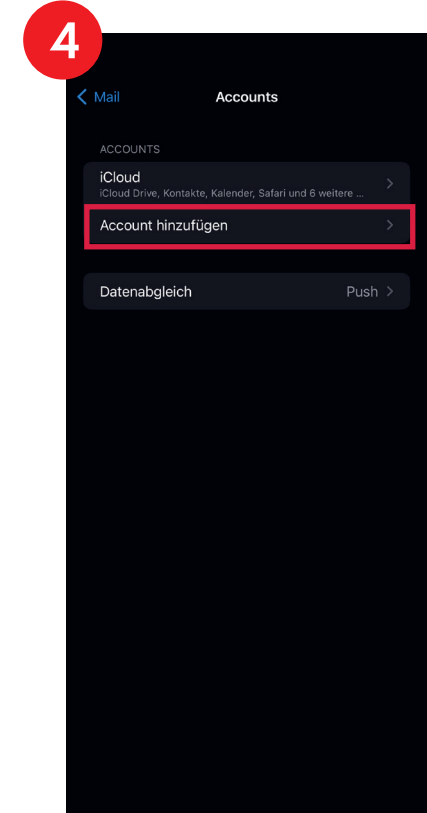 4
Mail
Accounts
ACCOUNTS
iCloud
iCloud Drive, Kontakte, Kalender, Safari und 6 weitere ...
Account hinzufügen
Datenabgleich Push